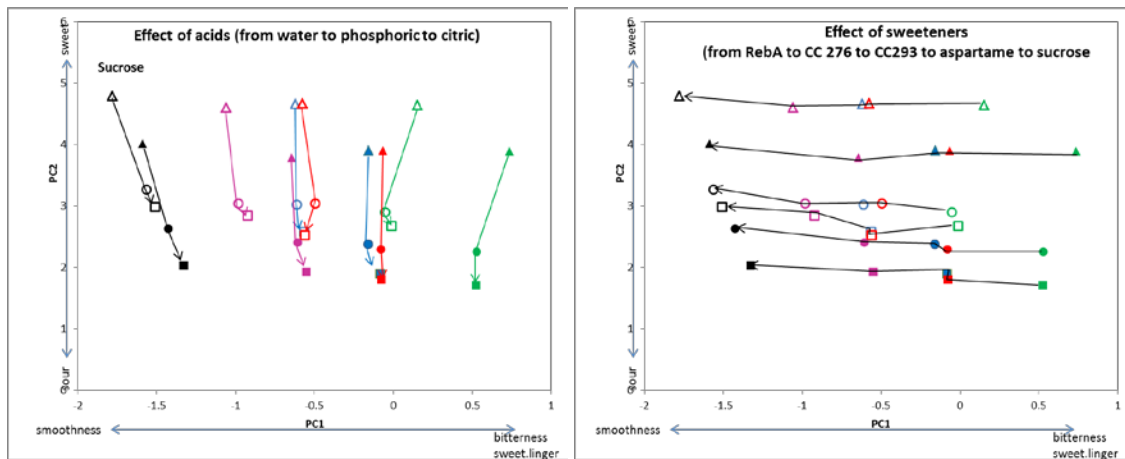 Effect of acids (from water to phosphoric to citric)
Sucrose
sweet
sour
PC2
6
5
4
3
2
1
0
-2
-1.5
-1
-0.5
0
0.5
1
PC1
smoothness
bitterness
sweet.linger
Effect of sweeteners
(from RebA to CC 276 to CC293 to aspartame to sucrose
sweet
sour
PC2
6
5
4
3
2
1
0
-2
-1.5
-1
-0.5
0
0.5
1
PC1
smoothness
bitterness
sweet.linger